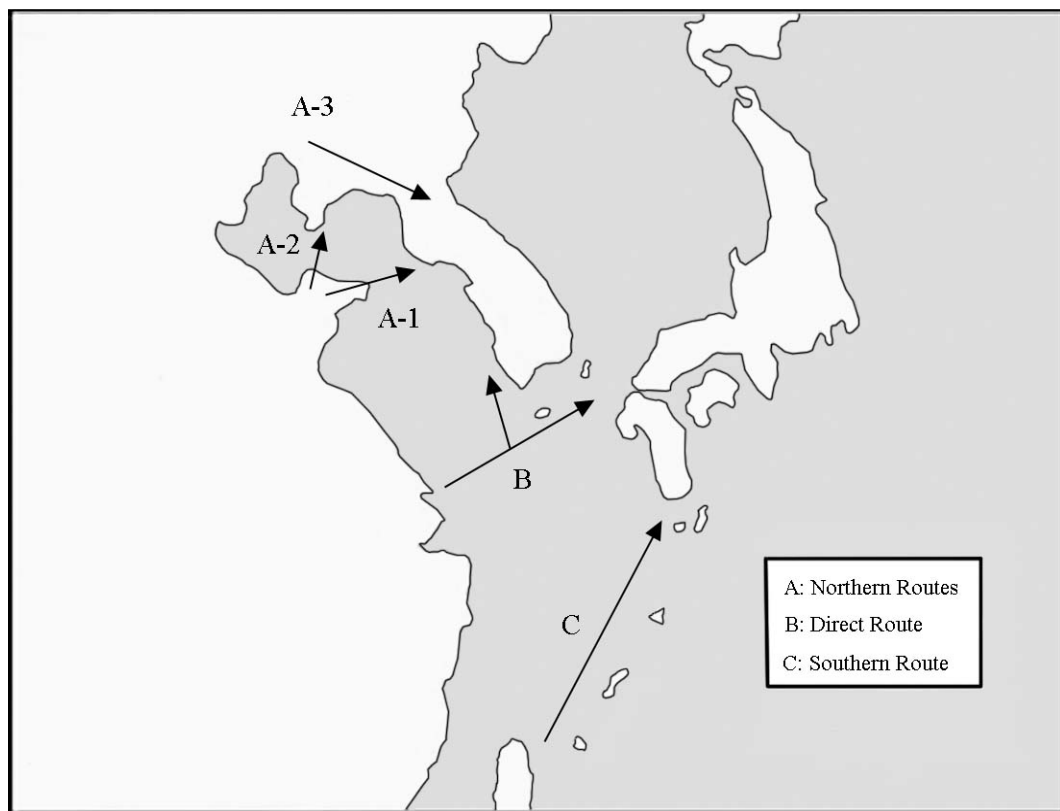 A-3
A-2
A-1
B
C
A: Northern Routes
B: Direct Route
C: Southern Route